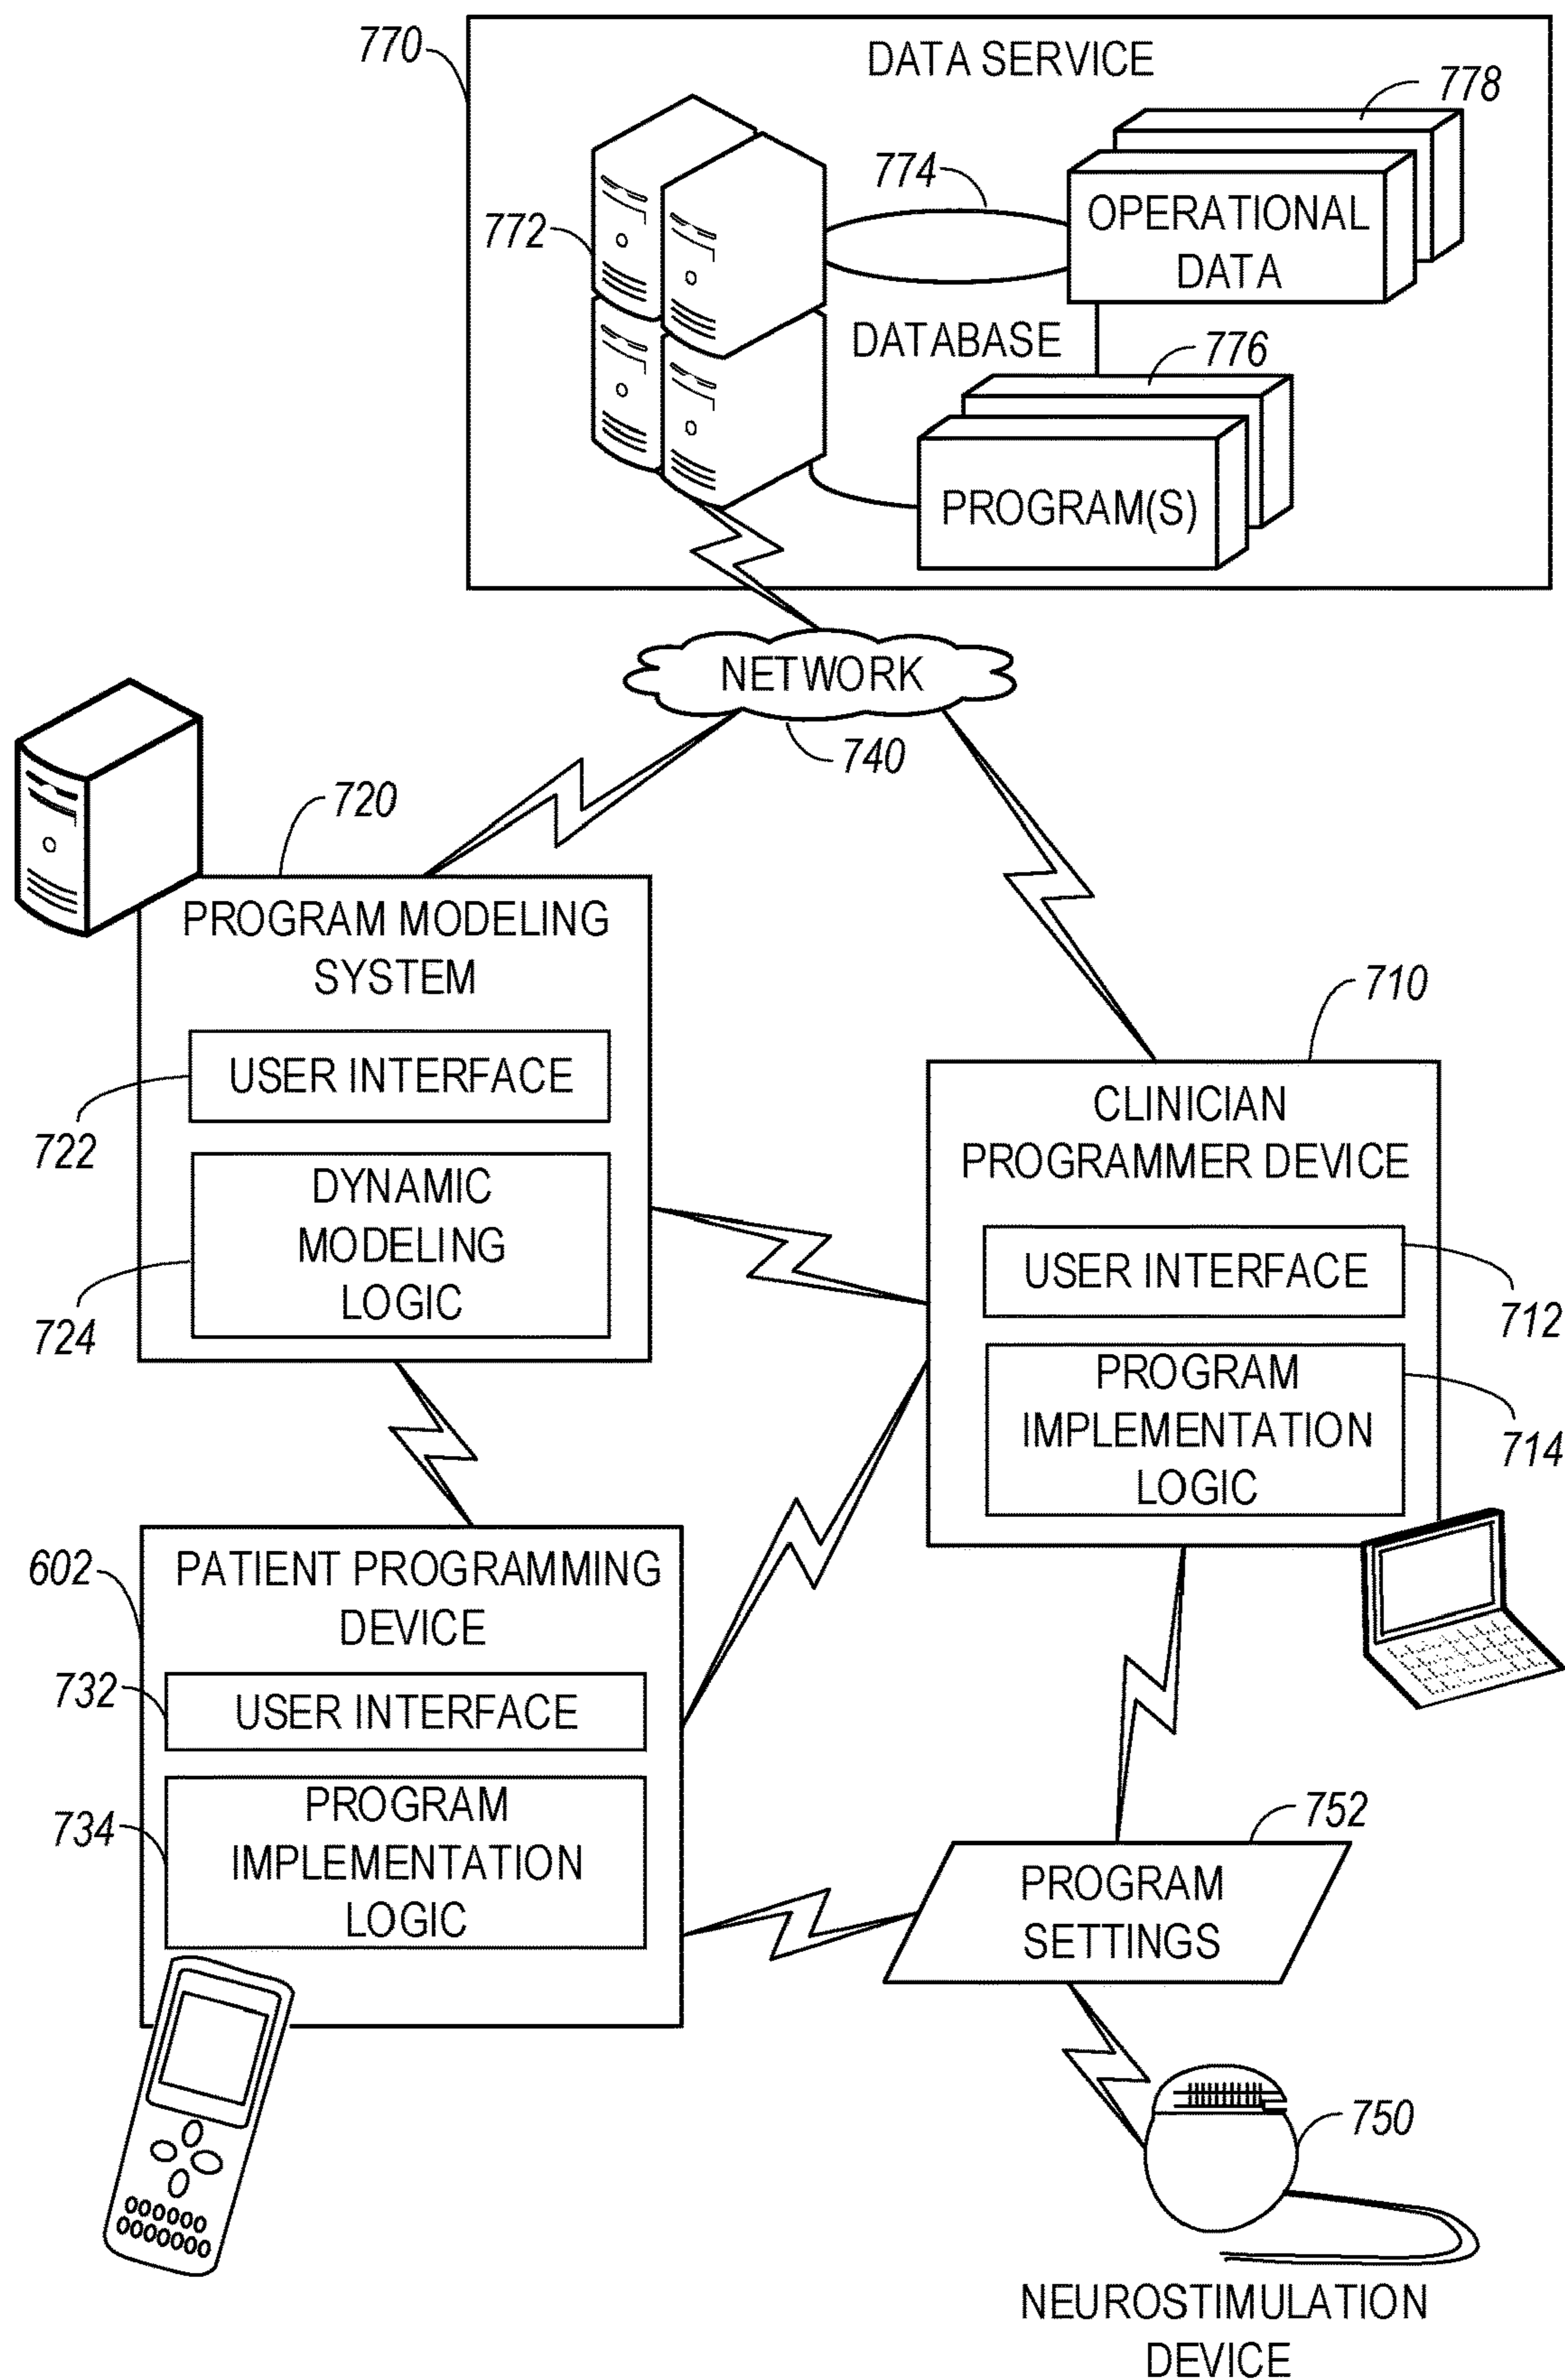 770
DATA SERVICE
778
774
772
OPERATIONAL
DATA
DATABASE
776
PROGRAM(S)
NETWORK
740
720
PROGRAM MODELING
SYSTEM
710
USER INTERFACE
722
CLINICIAN
PROGRAMMER DEVICE
DYNAMIC
MODELING
LOGIC
724
USER INTERFACE
712
PROGRAM
IMPLEMENTATION
LOGIC
714
602
PATIENT PROGRAMMING
DEVICE
732
USER INTERFACE
734
PROGRAM
IMPLEMENTATION
LOGIC
752
PROGRAM
SETTINGS
750
NEUROSTIMULATION
DEVICE